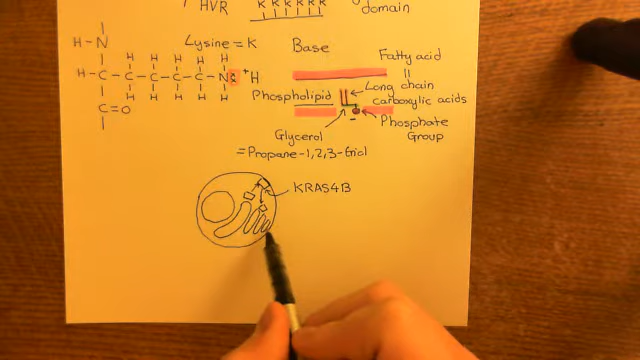 HVR
K K K K K K
domain
Lysine = K
Base
H-N
H H H H H
H-C-C-C-C-C-N: +H
H H H H H
C=O
Fatty acid
=
Long chain
carboxylic acids
Phospholipid
-
Phosphate
Group
Glycerol
= Propane-1,2,3-triol
KRAS4B